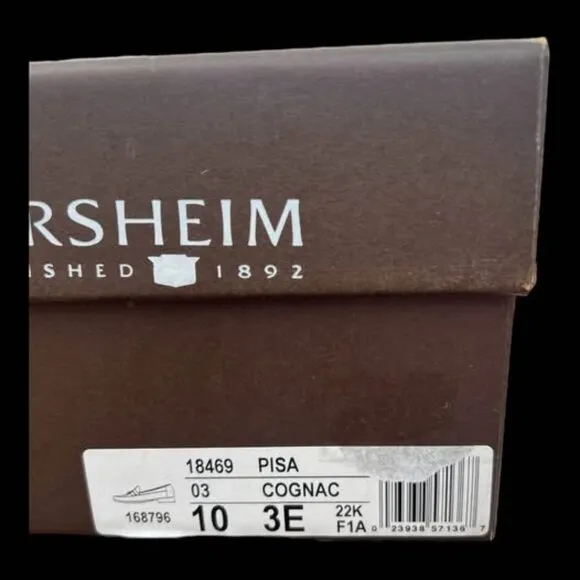 RSHEIM
ISHED 1892
18469 PISA
03 COGNAC
168796 10 3E 22K
F1A 0 23938 57136 7